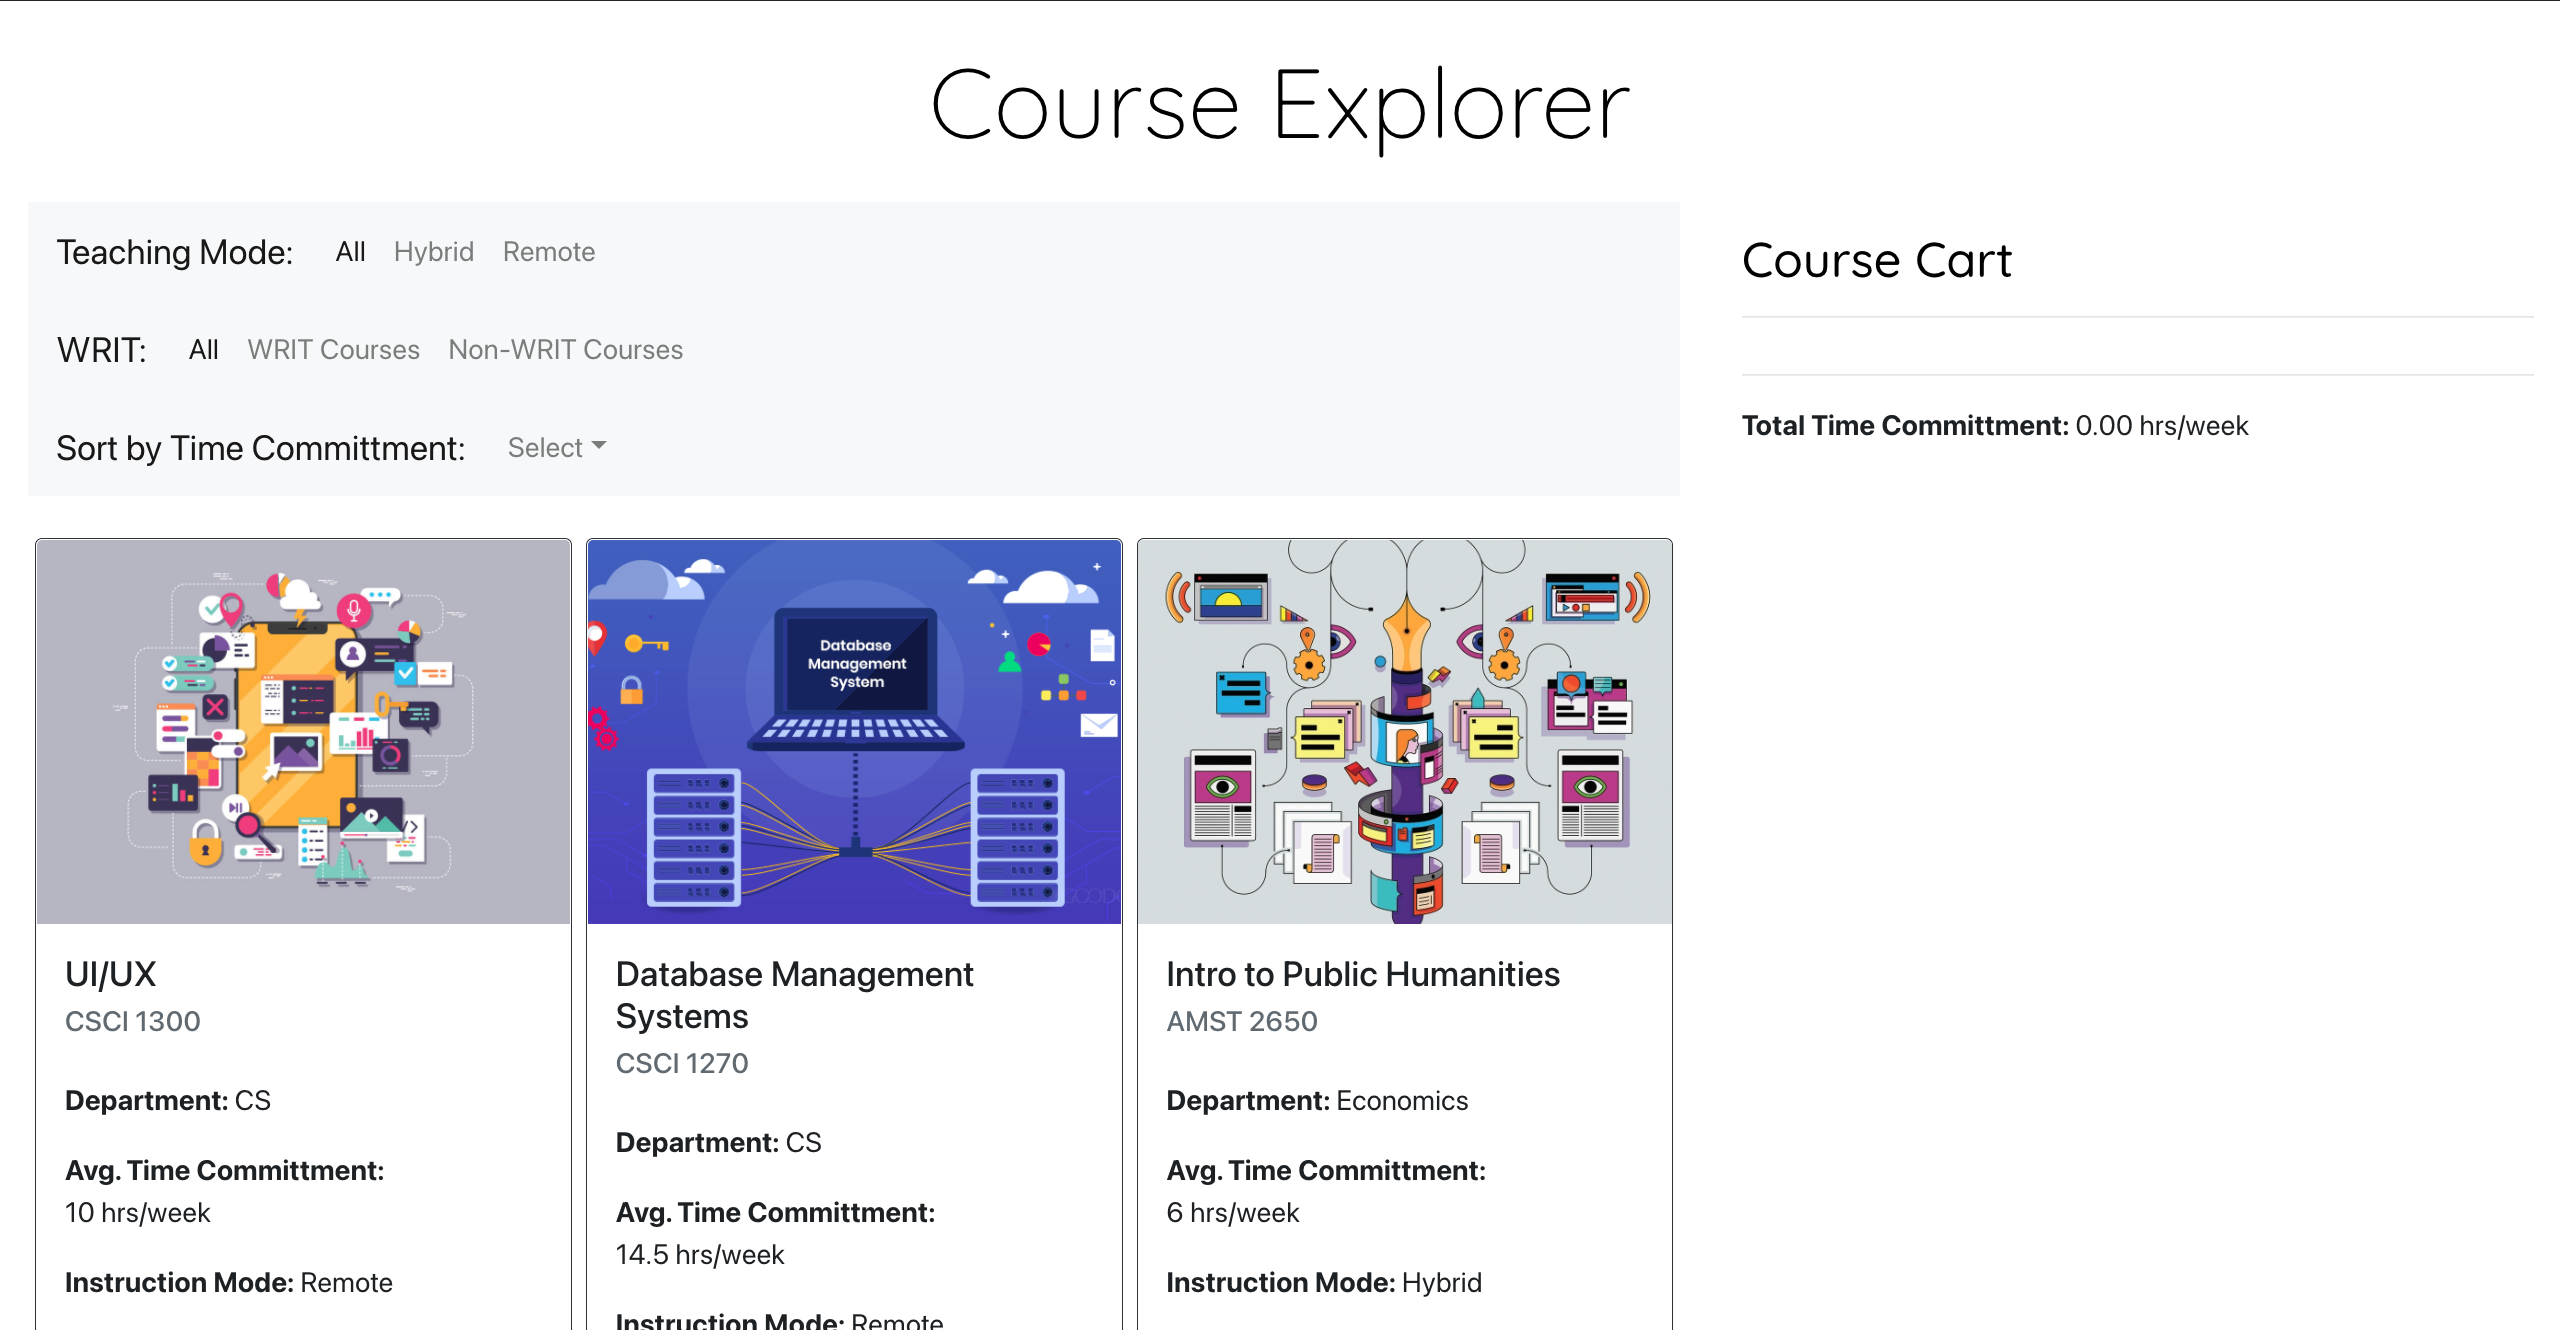 Course Explorer
Teaching Mode: All Hybrid Remote
WRIT: All WRIT Courses Non-WRIT Courses
Sort by Time Committment: Select
Course Cart
Total Time Committment: 0.00 hrs/week
Database
Management
System
UI/UX
CSCI 1300
Department: CS
Avg. Time Committment:
10 hrs/week
Instruction Mode: Remote
Database Management
Systems
CSCI 1270
Department: CS
Avg. Time Committment:
14.5 hrs/week
Instruction Mode: Remote
Intro to Public Humanities
AMST 2650
Department: Economics
Avg. Time Committment:
6 hrs/week
Instruction Mode: Hybrid